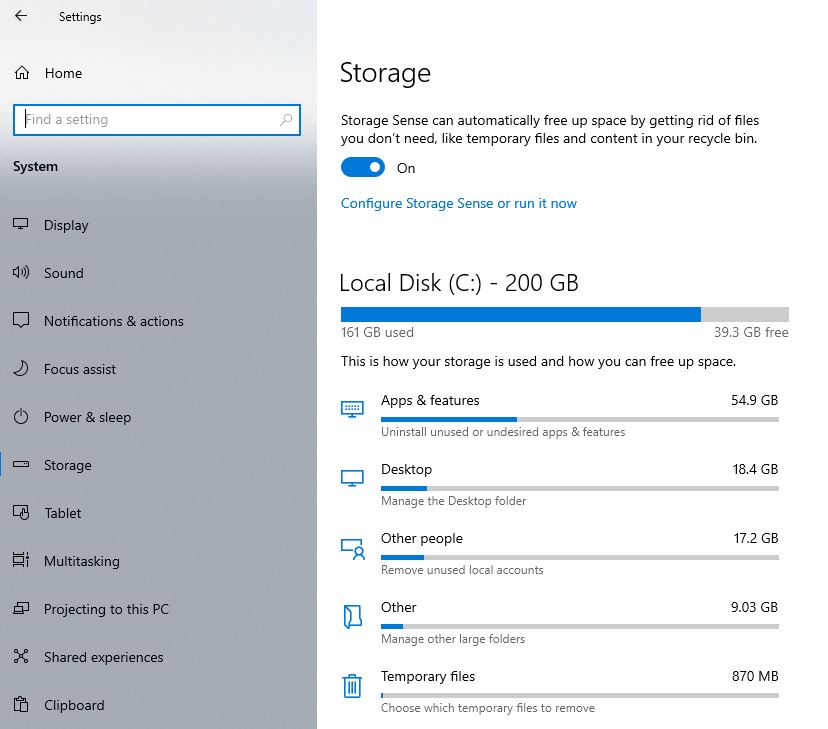 Settings
Home
Find a setting
System
Display
Sound
Notifications & actions
Focus assist
Power & sleep
Storage
Tablet
Multitasking
Projecting to this PC
Shared experiences
Clipboard
Storage
Storage Sense can automatically free up space by getting rid of files
you don't need, like temporary files and content in your recycle bin.
On
Configure Storage Sense or run it now
Local Disk (C:) - 200 GB
161 GB used 39.3 GB free
This is how your storage is used and how you can free up space.
Apps & features 54.9 GB
Uninstall unused or undesired apps & features
Desktop 18.4 GB
Manage the Desktop folder
Other people 17.2 GB
Remove unused local accounts
Other 9.03 GB
Manage other large folders
Temporary files 870 MB
Choose which temporary files to remove